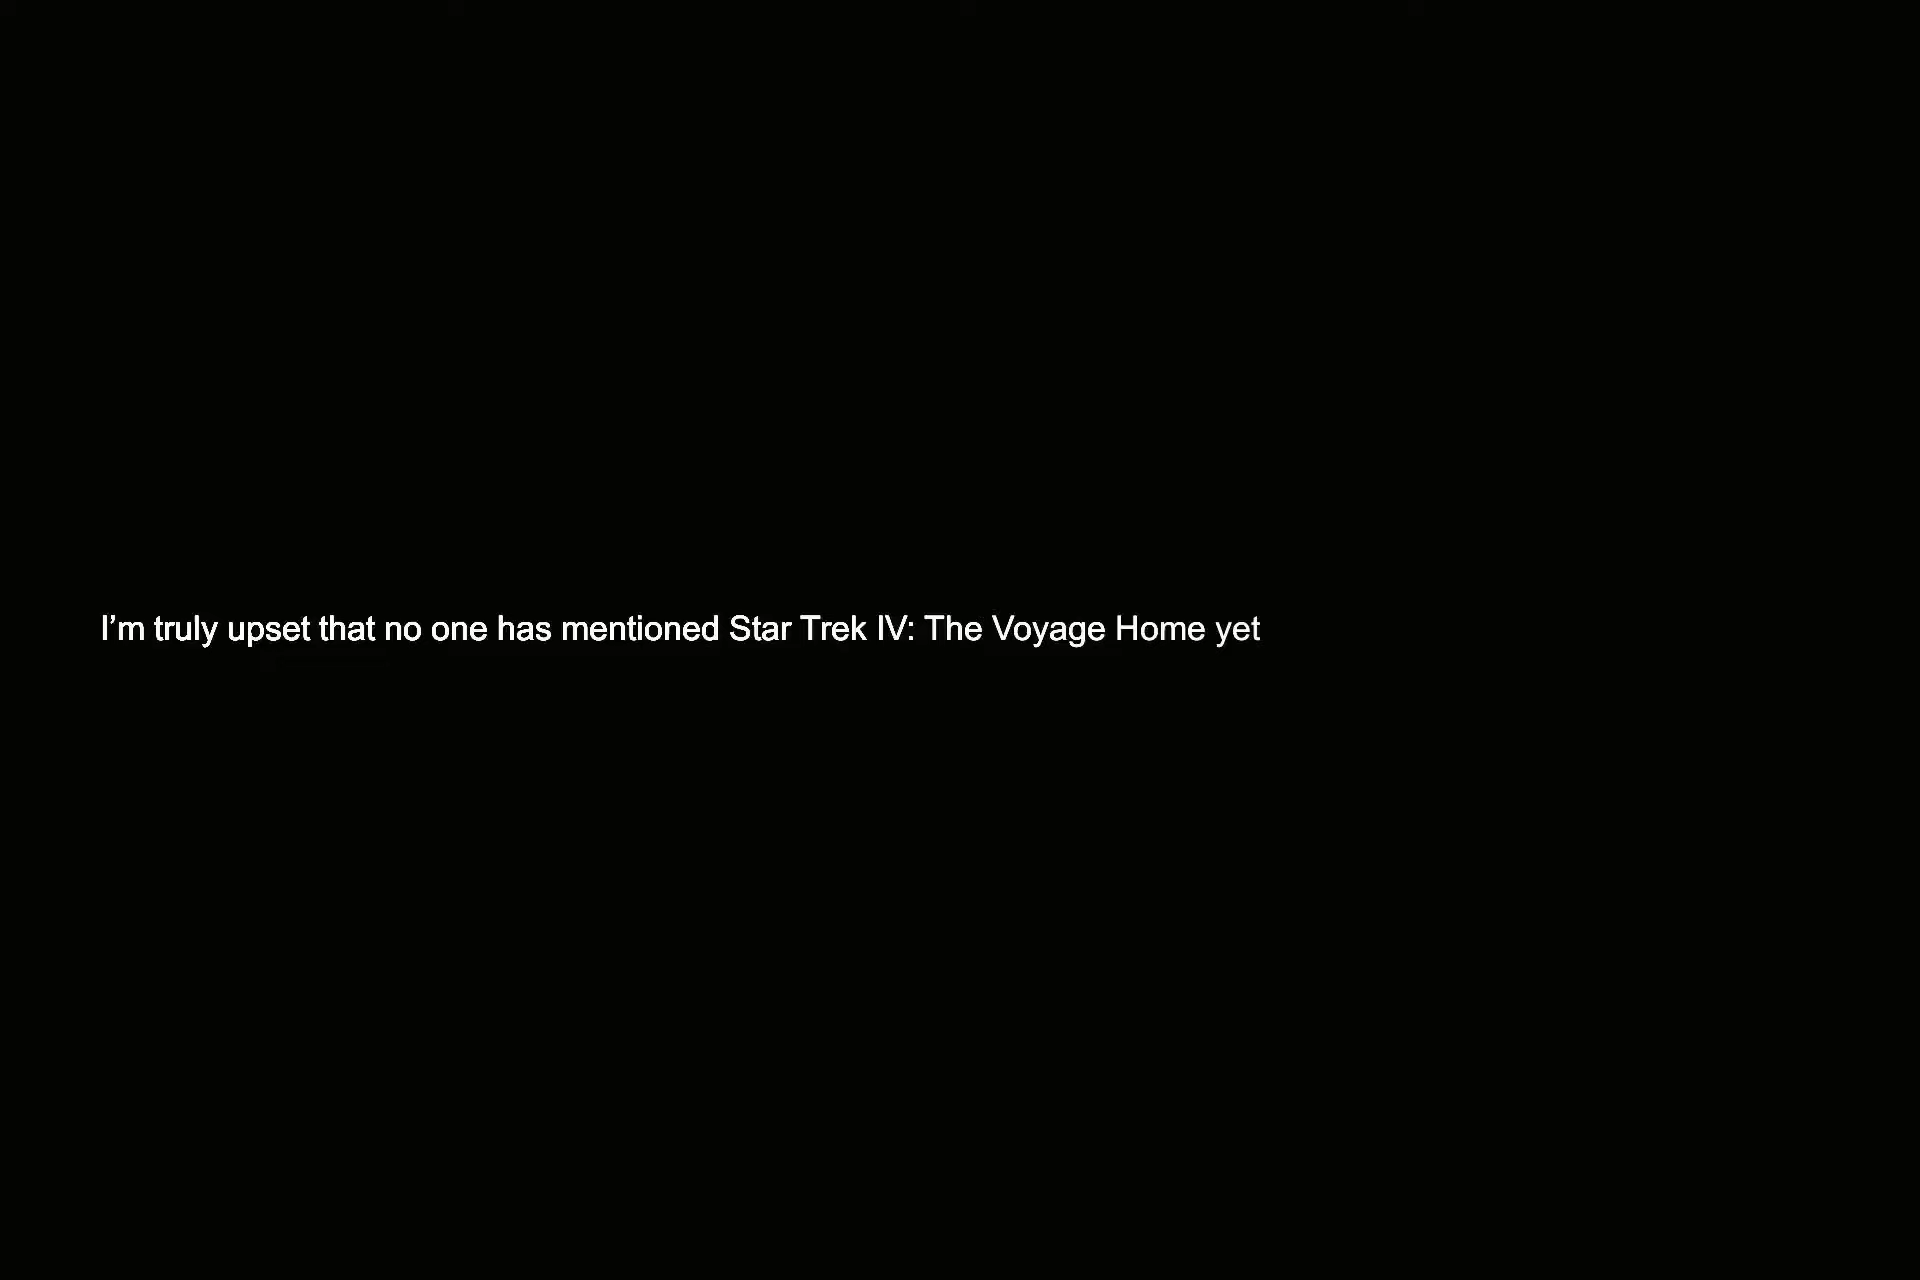 I’m truly upset that no one has mentioned Star Trek IV: The Voyage Home yet